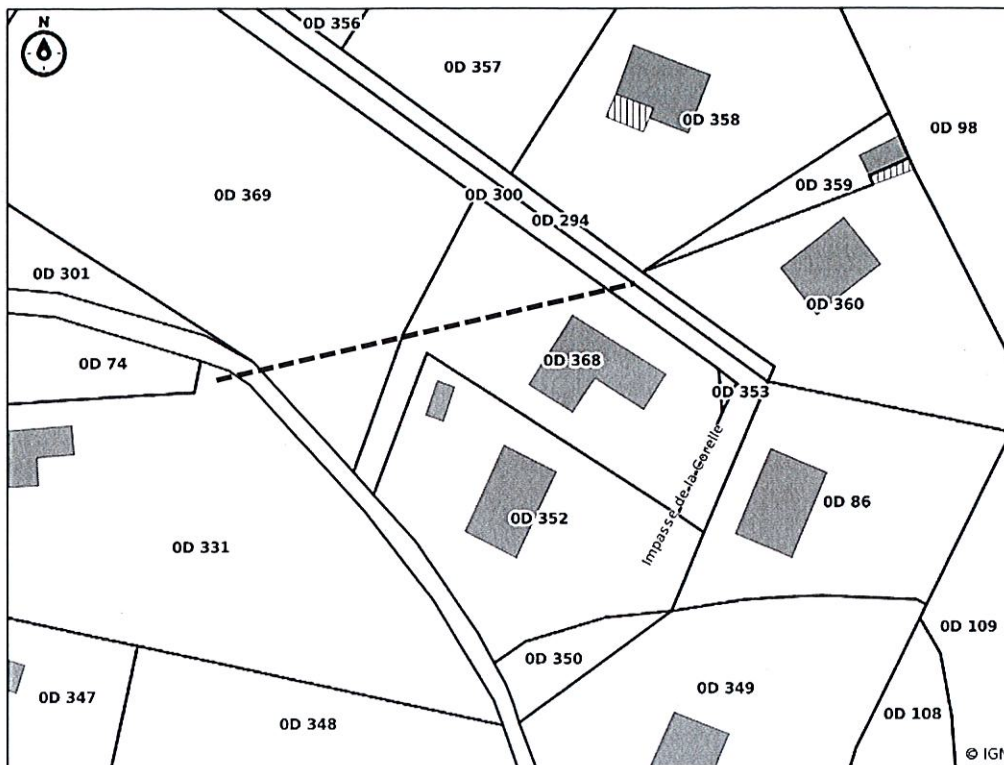 N
0D 356
0D 357
0D 358
0D 98
0D 359
0D 369
0D 300
0D 294
0D 301
0D 360
0D 74
0D 368
0D 353
Impasse de la Gorelle
0D 86
0D 352
0D 331
0D 109
0D 350
0D 349
0D 347
0D 348
0D 108
© IGN